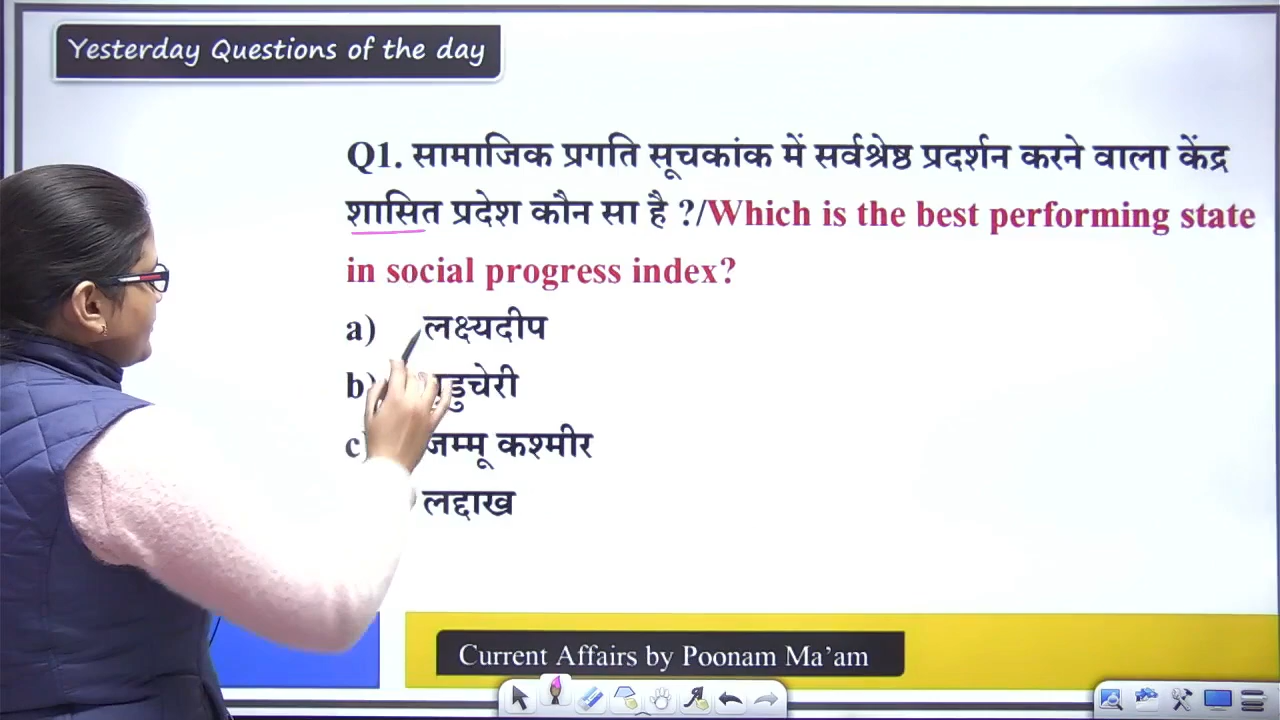 Yesterday Questions of the day
Q1. सामाजिक प्रगति सूचकांक में सर्वश्रेष्ठ प्रदर्शन करने वाला केंद्र
शासित प्रदेश कौन सा है ?/Which is the best performing state
in social progress index?
a) लक्ष्यदीप
b)
c) जम्मू कश्मीर
लद्दाख
Current Affairs by Poonam Ma’am